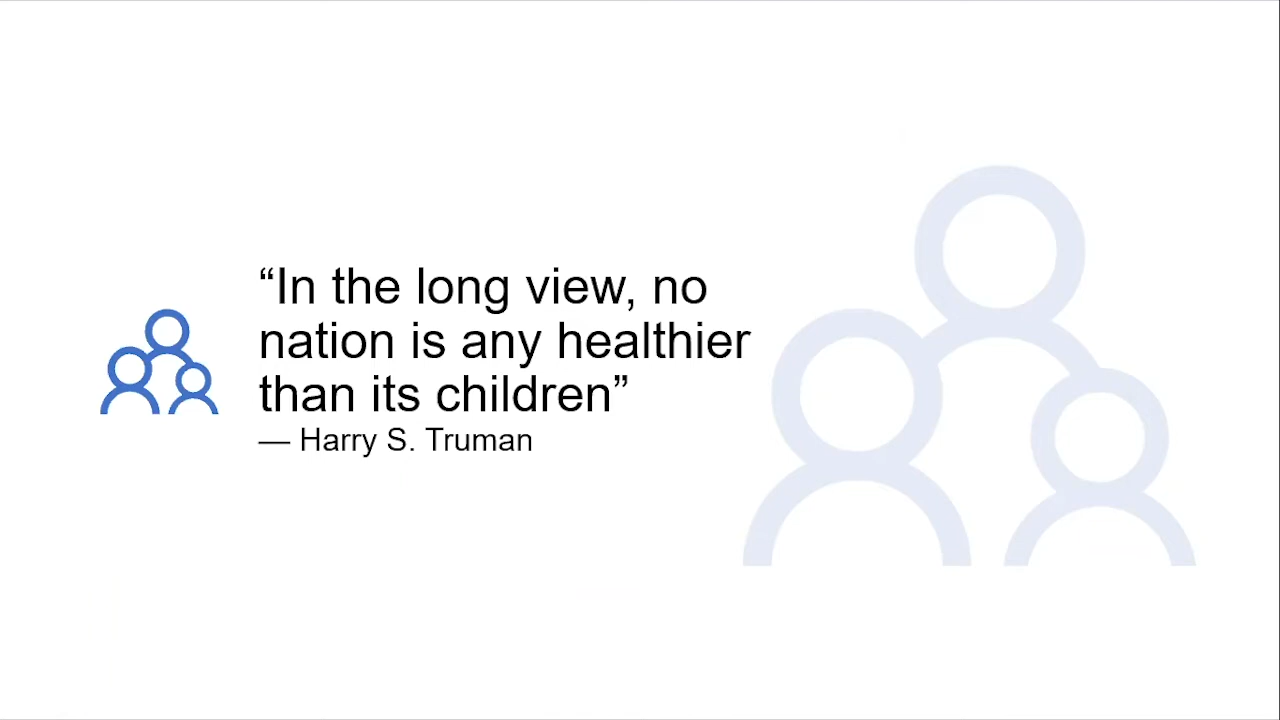 “In the long view, no
nation is any healthier
than its children”
— Harry S. Truman